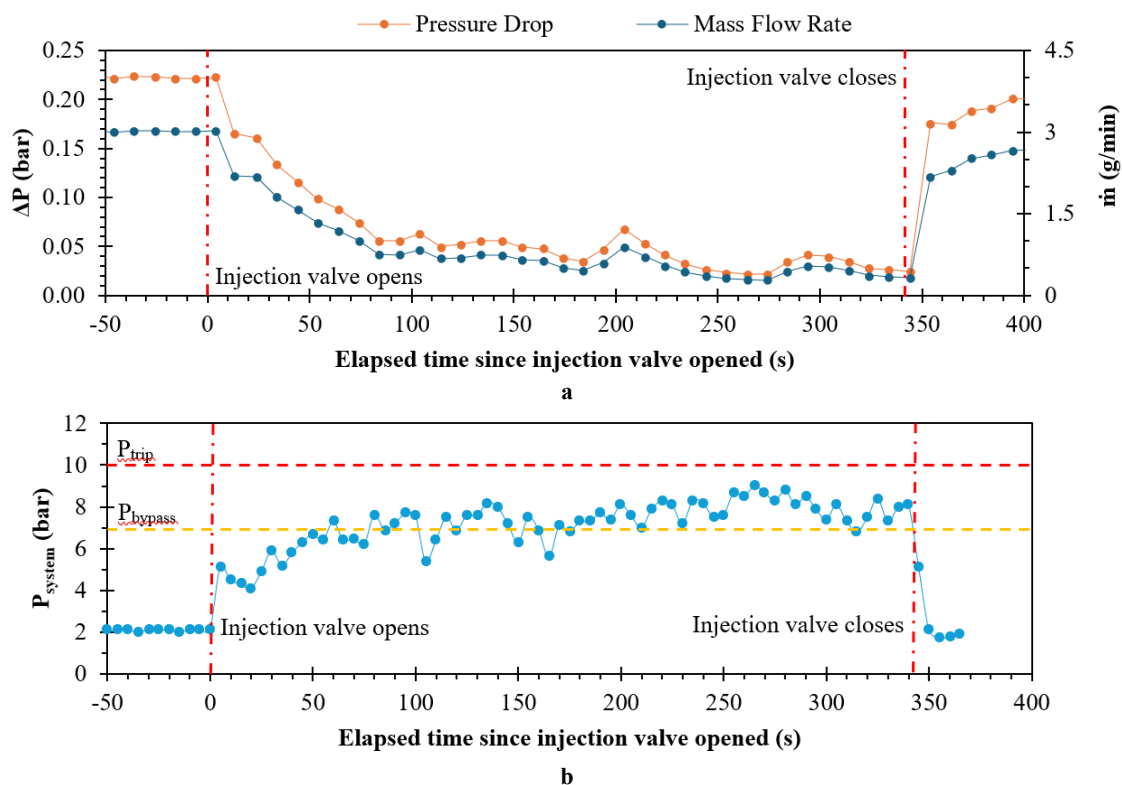 Pressure Drop Mass Flow Rate
0.25 4.5
Injection valve closes
0.20
3
0.15
ΔP (bar) ṁ (g/min)
0.10
1.5
0.05
Injection valve opens
0.00 0
-50 0 50 100 150 200 250 300 350 400
Elapsed time since injection valve opened (s)
a
12
P_trip
10
8
P_bypass
6
P_system (bar)
4
Injection valve opens Injection valve closes
2
0
-50 0 50 100 150 200 250 300 350 400
Elapsed time since injection valve opened (s)
b